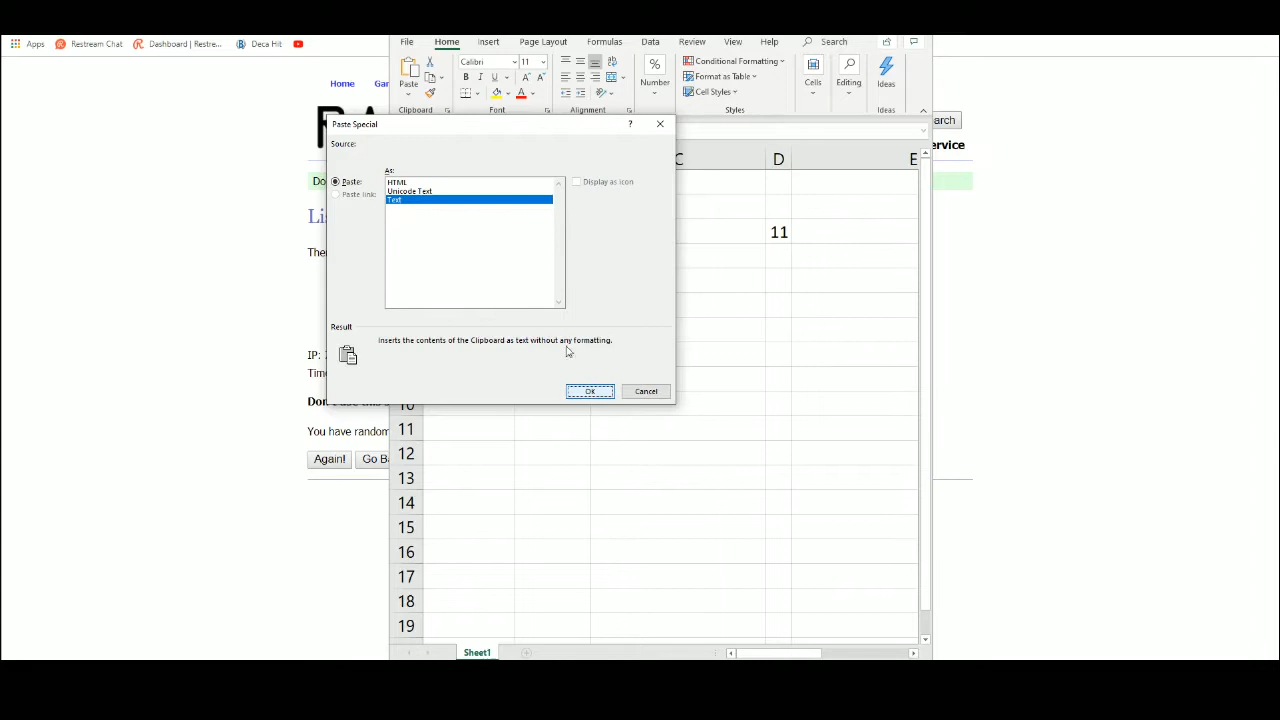 Apps Restream Chat Dashboard | Restre... Deca Hit
File Home Insert Page Layout Formulas Data Review View Help Search
Home
Paste
Calibri 11
B I U A A
A
%
Number
Conditional Formatting
Format as Table
Cell Styles
Cells
Editing
Ideas
Clipboard Font Alignment Styles Ideas
Paste Special ? ×
Source:
As:
Paste:
Paste link:
HTML
Unicode Text
Text
Display as icon
Result
Inserts the contents of the Clipboard as text without any formatting.
OK Cancel
C D E
11
10
11
12
13
14
15
16
17
18
19
IP:
You have random
Again! Go Ba
Sheet1